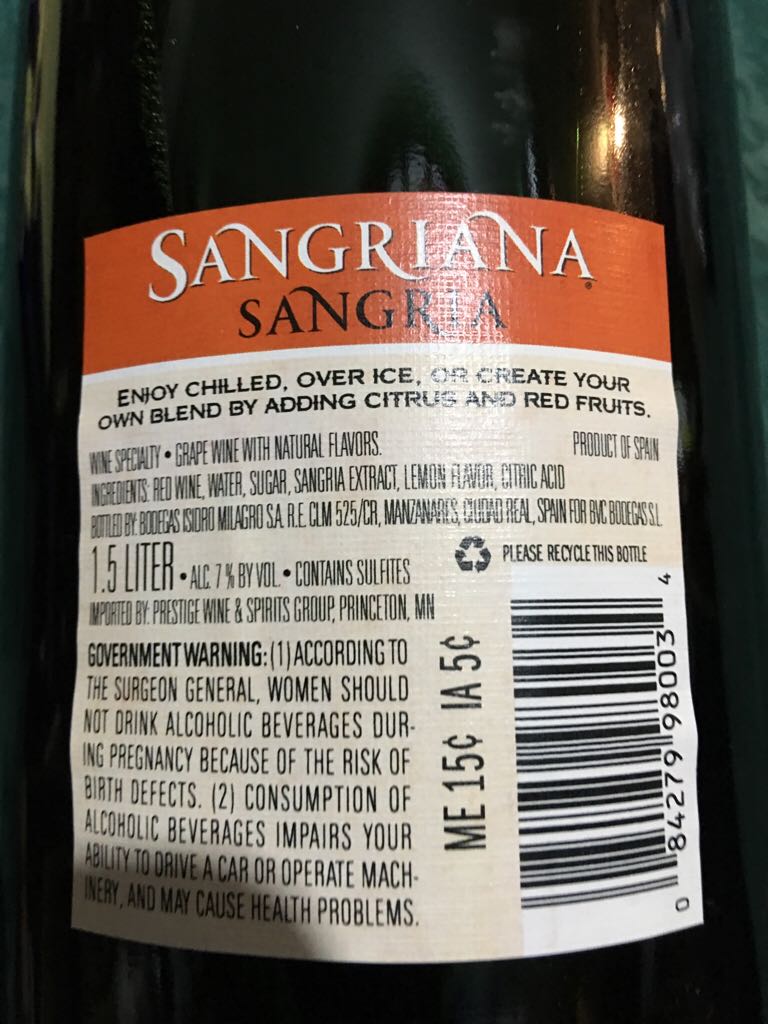 SANGRIANA
SANGRIA
ENJOY CHILLED, OVER ICE, OR CREATE YOUR
OWN BLEND BY ADDING CITRUS AND RED FRUITS.
WINE SPECIALTY • GRAPE WINE WITH NATURAL FLAVORS. PRODUCT OF SPAIN
INGREDIENTS: RED WINE, WATER, SUGAR, SANGRIA EXTRACT, LEMON FLAVOR, CITRIC ACID
BOTTLED BY: BODEGAS ISIDRO MILAGRO S.A. R.E. CLM 525/CR, MANZANARES, CIUDAD REAL, SPAIN FOR BVC BODEGAS S.L.
1.5 LITER • ALC. 7 % BY VOL. • CONTAINS SULFITES
PLEASE RECYCLE THIS BOTTLE
IMPORTED BY: PRESTIGE WINE & SPIRITS GROUP, PRINCETON, MN
GOVERNMENT WARNING: (1) ACCORDING TO
THE SURGEON GENERAL, WOMEN SHOULD
NOT DRINK ALCOHOLIC BEVERAGES DUR-
ING PREGNANCY BECAUSE OF THE RISK OF
BIRTH DEFECTS. (2) CONSUMPTION OF
ALCOHOLIC BEVERAGES IMPAIRS YOUR
ABILITY TO DRIVE A CAR OR OPERATE MACH-
INERY, AND MAY CAUSE HEALTH PROBLEMS.
ME 15¢ IA 5¢
0 84279 98003 4